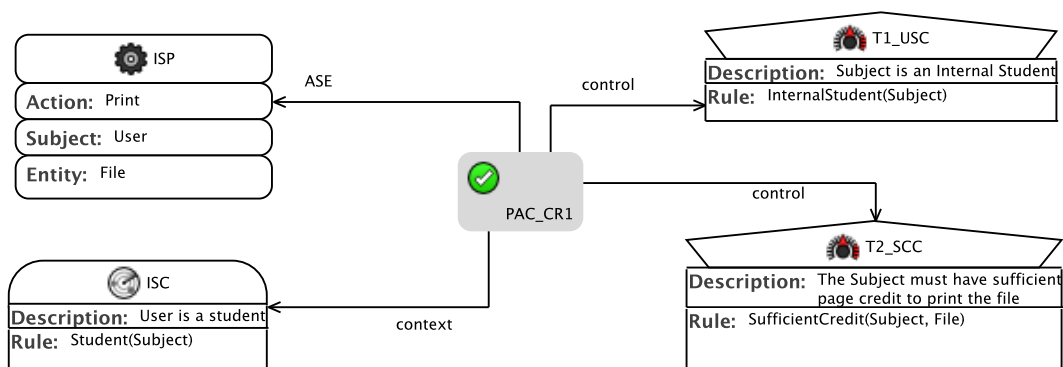 ISP
Action: Print
Subject: User
Entity: File
ASE
control
T1_USC
Description: Subject is an Internal Student
Rule: InternalStudent(Subject)
PAC_CR1
control
T2_SCC
Description: The Subject must have sufficient
page credit to print the file
Rule: SufficientCredit(Subject, File)
ISC
Description: User is a student
Rule: Student(Subject)
context